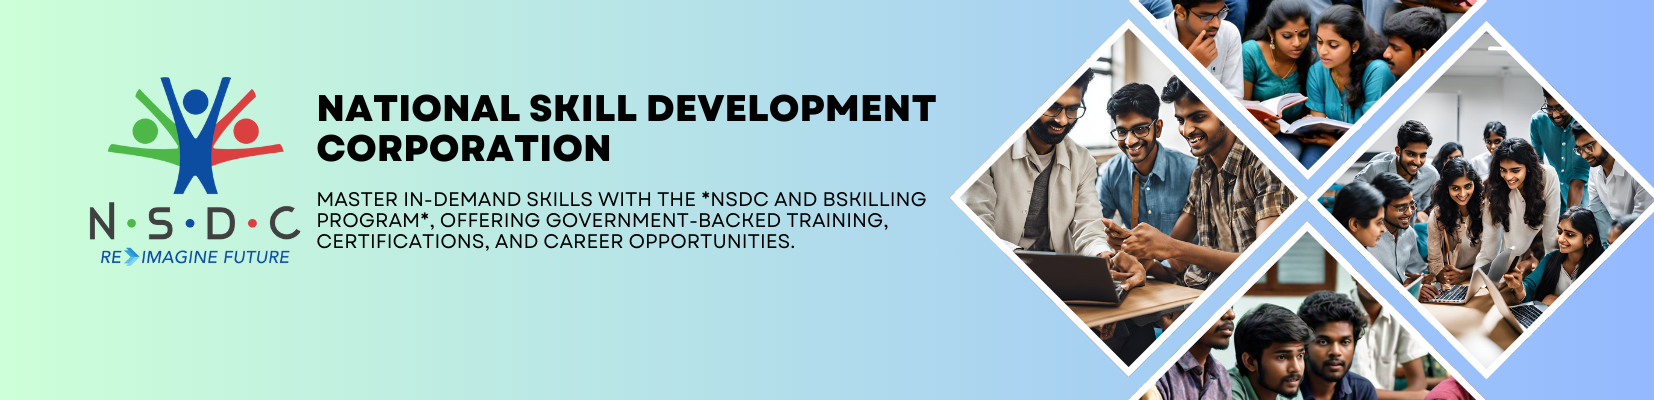 N·S·D·C
RE IMAGINE FUTURE
NATIONAL SKILL DEVELOPMENT
CORPORATION
MASTER IN-DEMAND SKILLS WITH THE *NSDC AND BSKILLING
PROGRAM*, OFFERING GOVERNMENT-BACKED TRAINING,
CERTIFICATIONS, AND CAREER OPPORTUNITIES.